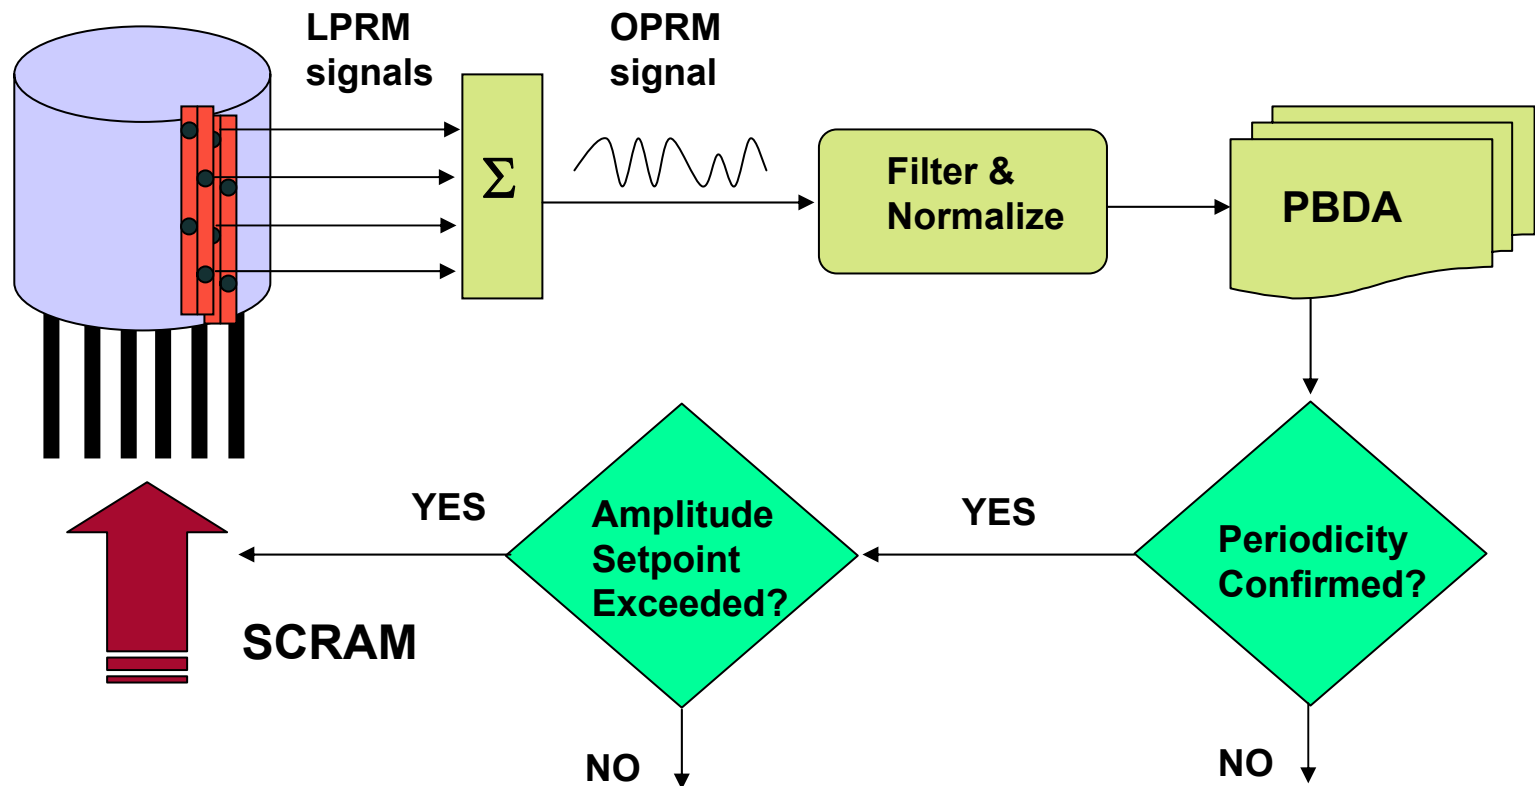 LPRM
signals
OPRM
signal
Σ
Filter &
Normalize
PBDA
Periodicity
Confirmed?
YES
NO
Amplitude
Setpoint
Exceeded?
YES
NO
SCRAM